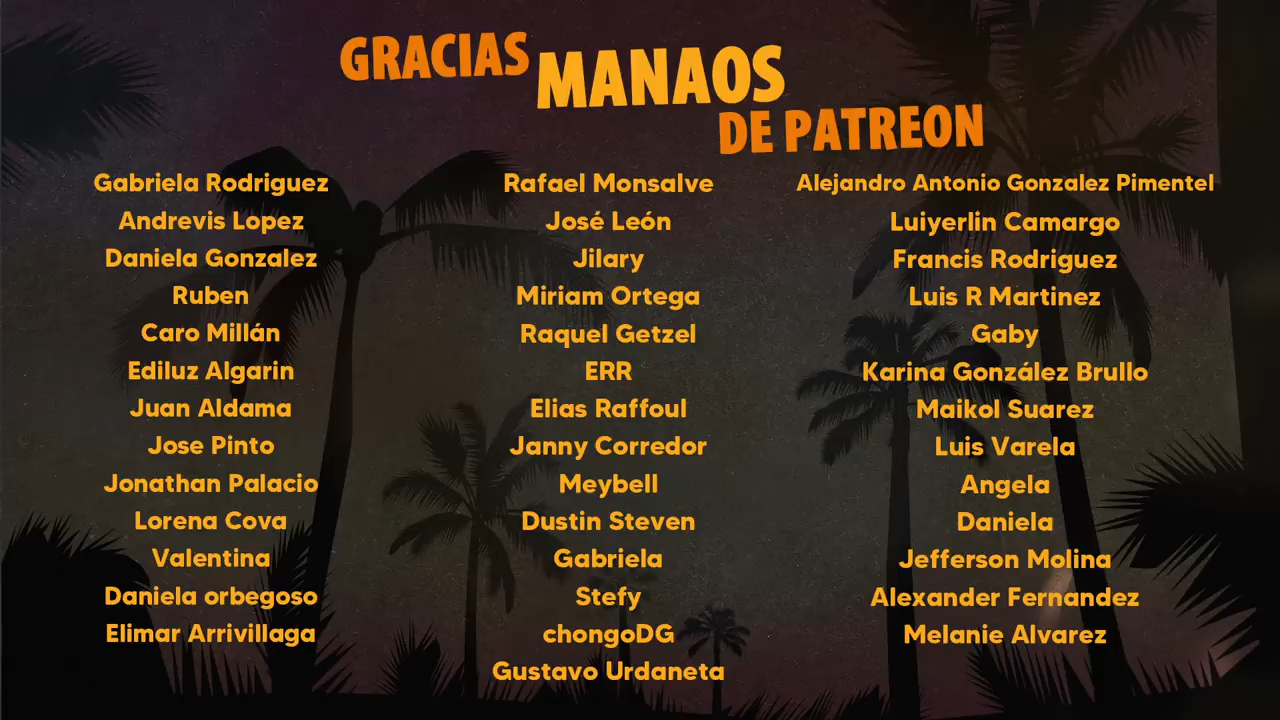 GRACIAS
MANAOS
DE PATREON
Gabriela Rodriguez
Andrevis Lopez
Daniela Gonzalez
Ruben
Caro Millán
Ediluz Algarin
Juan Aldama
Jose Pinto
Jonathan Palacio
Lorena Cova
Valentina
Daniela orbegoso
Elimar Arrivillaga
Rafael Monsalve
José León
Jilary
Miriam Ortega
Raquel Getzel
ERR
Elias Raffoul
Janny Corredor
Meybell
Dustin Steven
Gabriela
Stefy
chongoDG
Gustavo Urdaneta
Alejandro Antonio Gonzalez Pimentel
Luiyerlin Camargo
Francis Rodriguez
Luis R Martinez
Gaby
Karina González Brullo
Maikol Suarez
Luis Varela
Angela
Daniela
Jefferson Molina
Alexander Fernandez
Melanie Alvarez